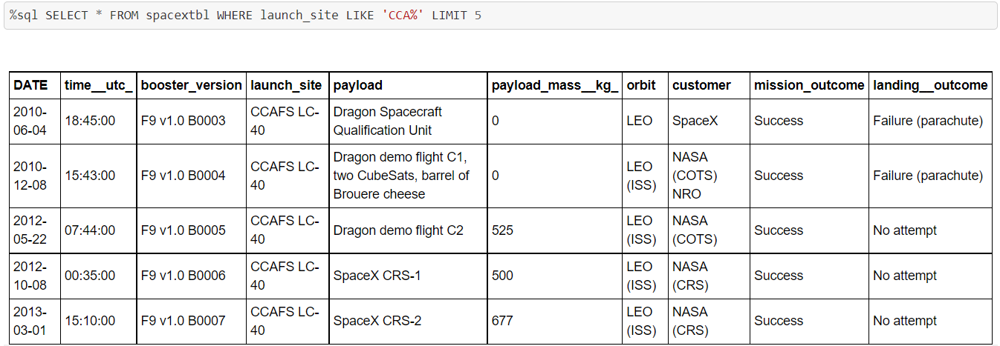 %sql SELECT * FROM spacextbl WHERE launch_site LIKE 'CCA%' LIMIT 5
DATE time__utc_ booster_version launch_site payload payload_mass__kg_ orbit customer mission_outcome landing__outcome
2010-06-04 18:45:00 F9 v1.0 B0003 CCAFS LC-40 Dragon Spacecraft Qualification Unit 0 LEO SpaceX Success Failure (parachute)
2010-12-08 15:43:00 F9 v1.0 B0004 CCAFS LC-40 Dragon demo flight C1, two CubeSats, barrel of Brouere cheese 0 LEO (ISS) NASA (COTS) NRO Success Failure (parachute)
2012-05-22 07:44:00 F9 v1.0 B0005 CCAFS LC-40 Dragon demo flight C2 525 LEO (ISS) NASA (COTS) Success No attempt
2012-10-08 00:35:00 F9 v1.0 B0006 CCAFS LC-40 SpaceX CRS-1 500 LEO (ISS) NASA (CRS) Success No attempt
2013-03-01 15:10:00 F9 v1.0 B0007 CCAFS LC-40 SpaceX CRS-2 677 LEO (ISS) NASA (CRS) Success No attempt